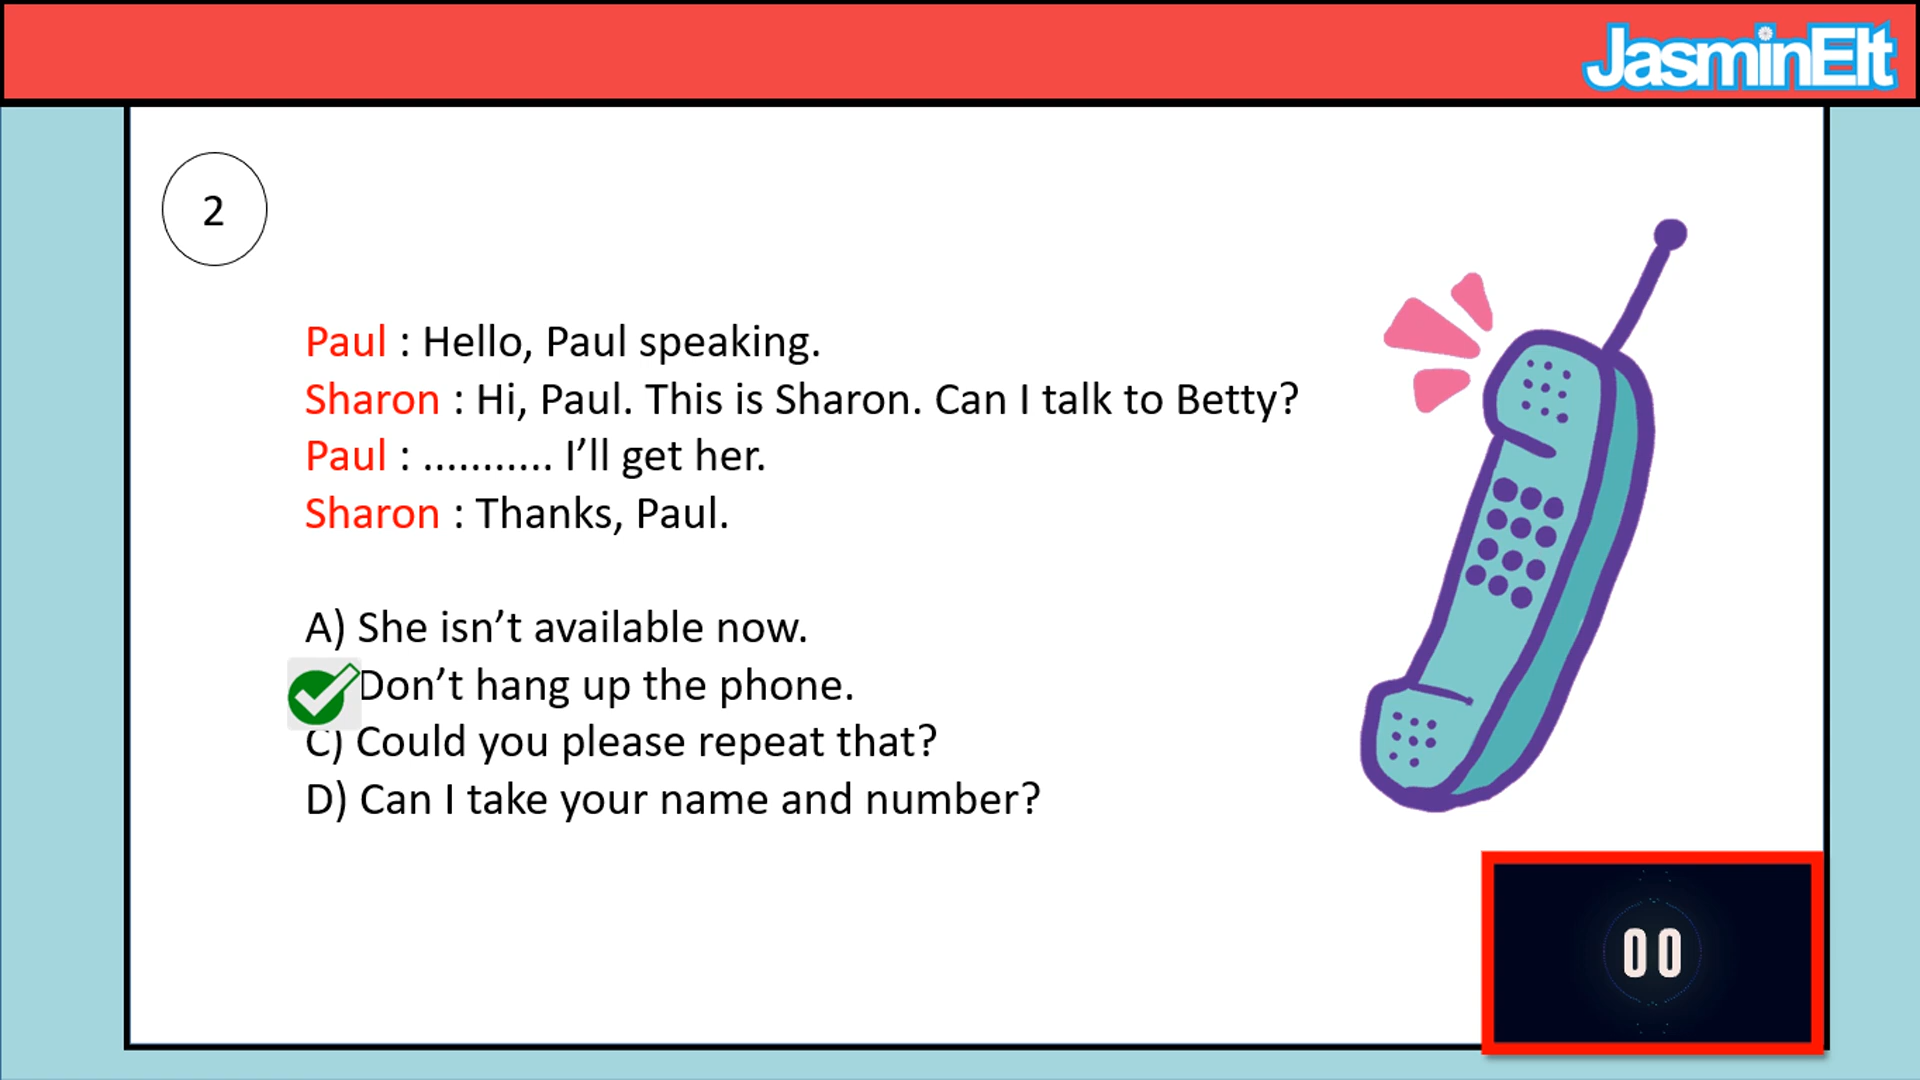 JasminElt
2
Paul : Hello, Paul speaking.
Sharon : Hi, Paul. This is Sharon. Can I talk to Betty?
Paul : ........... I’ll get her.
Sharon : Thanks, Paul.
A) She isn’t available now.
Don’t hang up the phone.
C) Could you please repeat that?
D) Can I take your name and number?
00